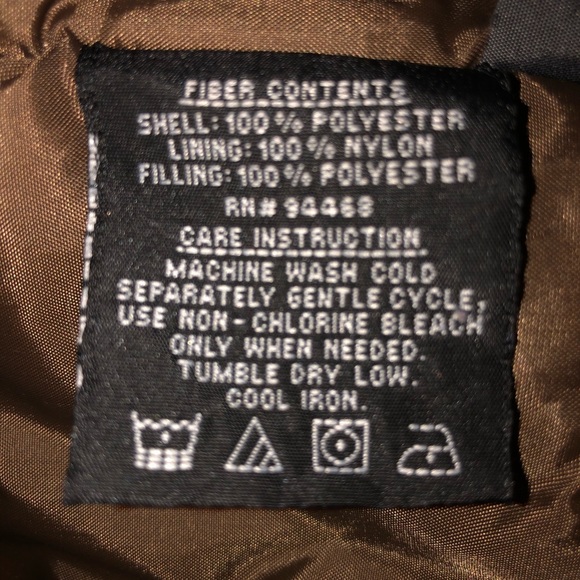 FIBER CONTENTS
SHELL: 100% POLYESTER
LINING: 100% NYLON
FILLING: 100% POLYESTER
RN# 94468
CARE INSTRUCTION
MACHINE WASH COLD
SEPARATELY GENTLE CYCLE,
USE NON-CHLORINE BLEACH
ONLY WHEN NEEDED.
TUMBLE DRY LOW.
COOL IRON.